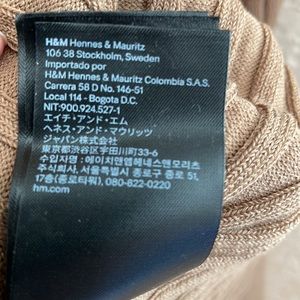 H&M Hennes & Mauritz
106 38 Stockholm, Sweden
Importado por
H&M Hennes & Mauritz Colombia S.A.S.
Carrera 58 D No. 146-51
Local 114 - Bogota D.C.
NIT:900.924.527-1
エイチ・アンド・エム
ヘネス・アンド・マウリッツ
ジャパン株式会社
東京都渋谷区宇田川町33-6
수입자명 : 에이치앤엠헤네스앤모리츠
주식회사, 서울특별시 종로구 종로 51,
17층(종로타워), 080-822-0220
hm.com